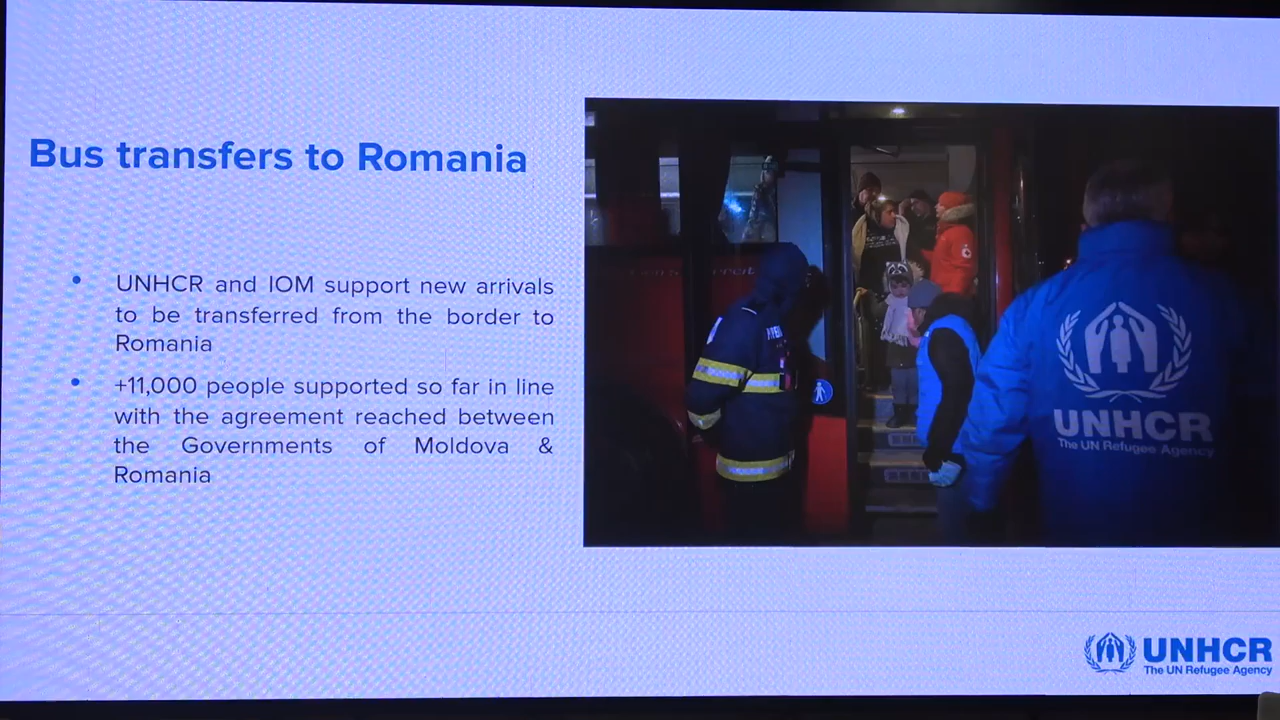 Bus transfers to Romania
• UNHCR and IOM support new arrivals
to be transferred from the border to
Romania
• +11,000 people supported so far in line
with the agreement reached between
the Governments of Moldova &
Romania
UNHCR
The UN Refugee Agency
UNHCR
The UN Refugee Agency